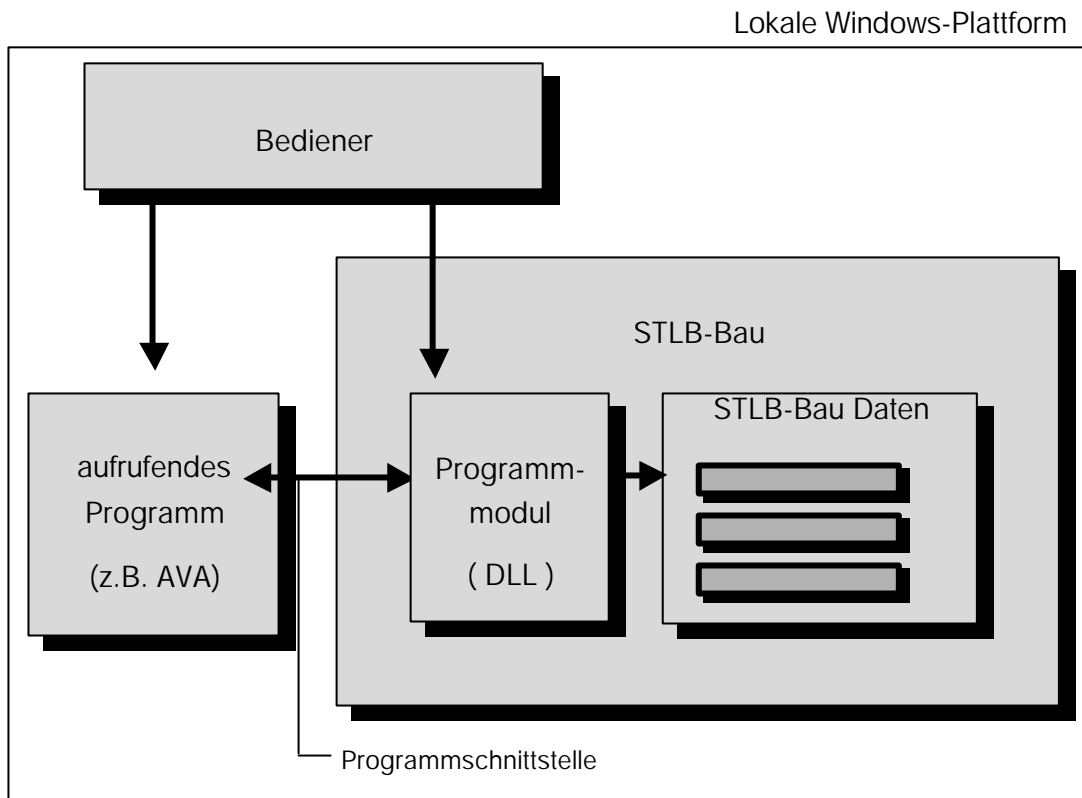 Lokale Windows-Plattform
Bediener
STLB-Bau
STLB-Bau Daten
aufrufendes
Programm
(z.B. AVA)
Programm-
modul
( DLL )
Programmschnittstelle